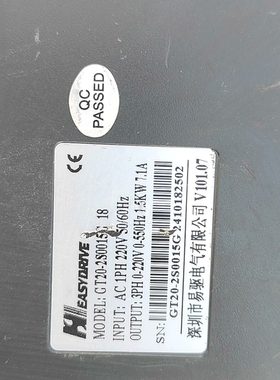 QC
PASSED
CE
EASYDRIVE
MODEL: GT20-2S0015G 18
INPUT: AC 1PH 220V 50/60Hz
OUTPUT: 3PH 0-220V 0-550Hz 1.5KW 7.1A
SN:
GT20-2S0015G-2410182502
深圳市易驱电气有限公司 V101.07